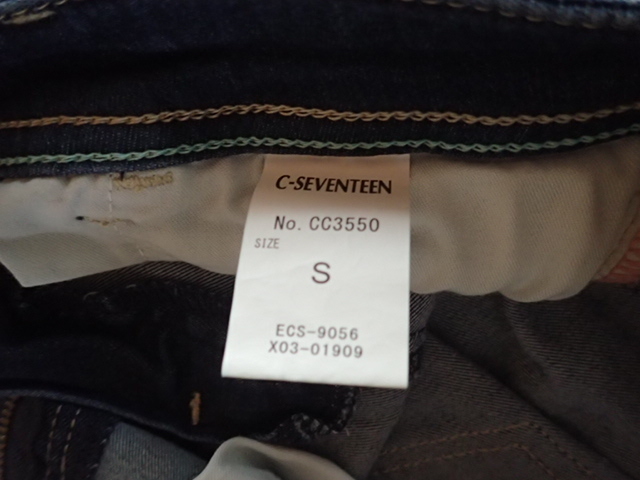 C-SEVENTEEN
No. CC3550
SIZE
S
ECS-9056
X03-01909